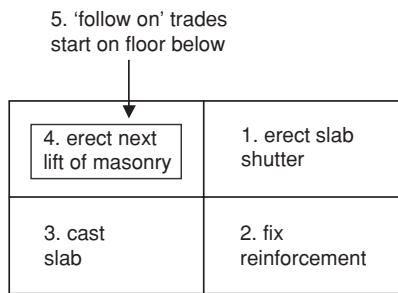 5. ‘follow on’ trades
start on floor below
4. erect next
lift of masonry
1. erect slab
shutter
3. cast
slab
2. fix
reinforcement